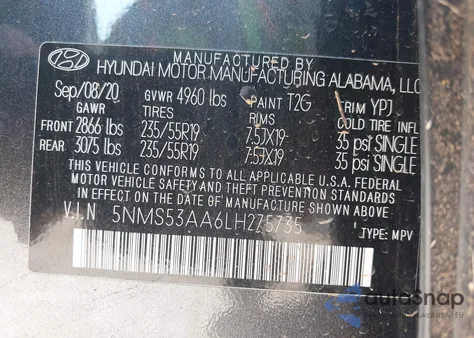 MANUFACTURED BY
HYUNDAI MOTOR MANUFACTURING ALABAMA, LLC
Sep/08/20 GVWR 4960 lbs PAINT T2G TRIM YPJ
GAWR TIRES RIMS COLD TIRE INFL
FRONT 2866 lbs 235/55R19 7.5JX19 35 psi SINGLE
REAR 3075 lbs 235/55R19 7.5JX19 35 psi SINGLE
THIS VEHICLE CONFORMS TO ALL APPLICABLE U.S.A FEDERAL
MOTOR VEHICLE SAFETY AND THEFT PREVENTION STANDARDS
IN EFFECT ON THE DATE OF MANUFACTURE SHOWN ABOVE.
V.I.N 5NMS53AA6LH275735
TYPE: MPV
autoSnap